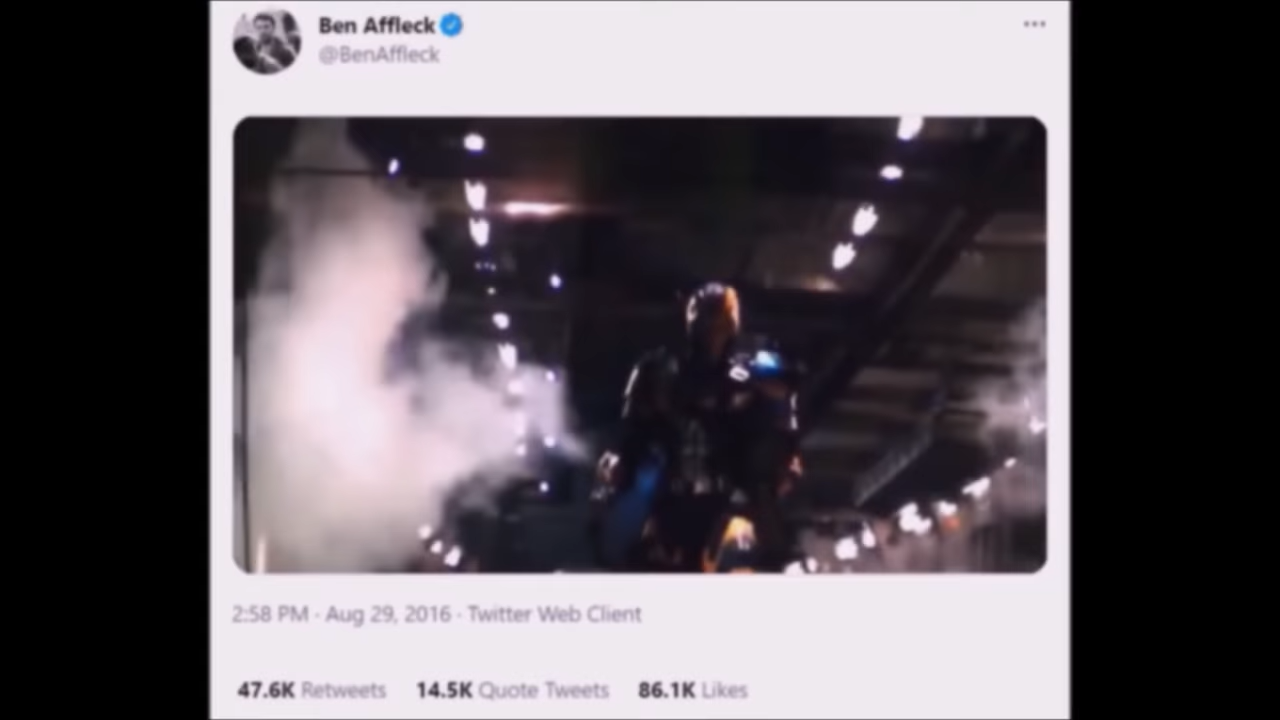 Ben Affleck
@BenAffleck
2:58 PM · Aug 29, 2016 · Twitter Web Client
47.6K Retweets 14.5K Quote Tweets 86.1K Likes